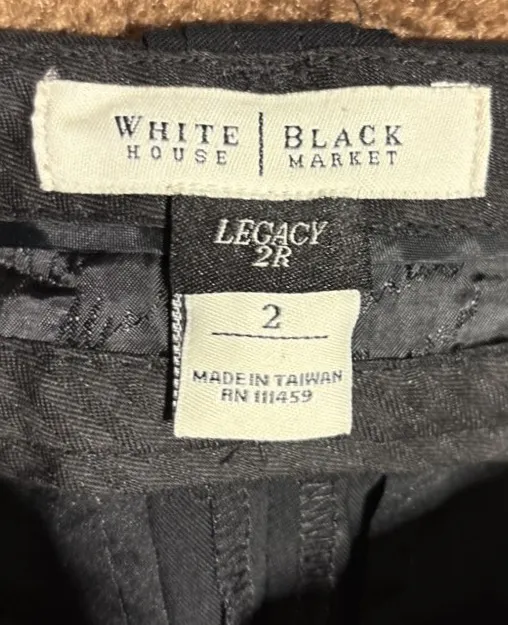 WHITE | BLACK
HOUSE MARKET
LEGACY
2R
2
MADE IN TAIWAN
RN 111459